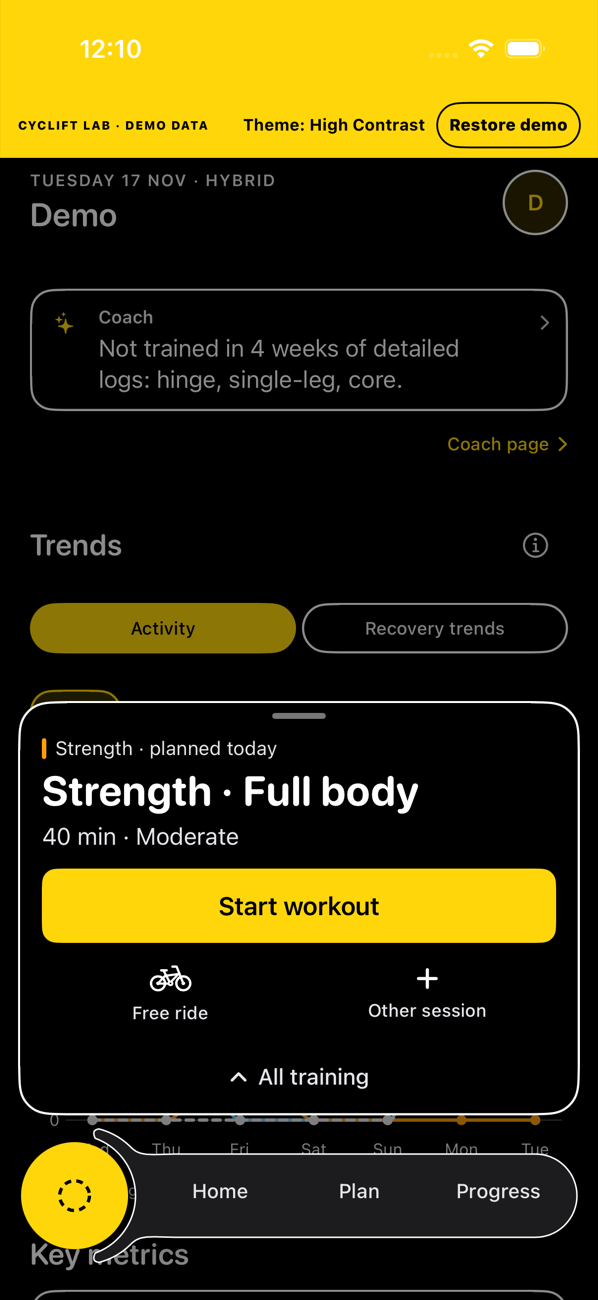 12:10
CYCLIFT LAB · DEMO DATA
Theme: High Contrast
Restore demo
TUESDAY 17 NOV · HYBRID
Demo
D
Coach
Not trained in 4 weeks of detailed
logs: hinge, single-leg, core.
Coach page
Trends
Activity
Recovery trends
Strength · planned today
Strength · Full body
40 min · Moderate
Start workout
Free ride
Other session
All training
0
Thu
Fri
Sat
Sun
Mon
Tue
Home
Plan
Progress
Key metrics